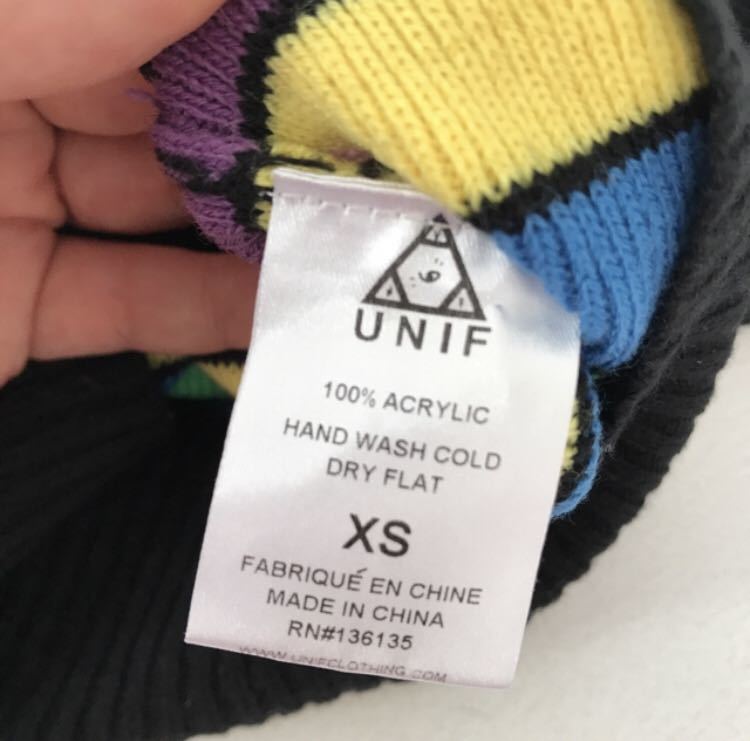 UNIF
100% ACRYLIC
HAND WASH COLD
DRY FLAT
XS
FABRIQUÉ EN CHINE
MADE IN CHINA
RN#136135
WWW.UNIFCLOTHING.COM